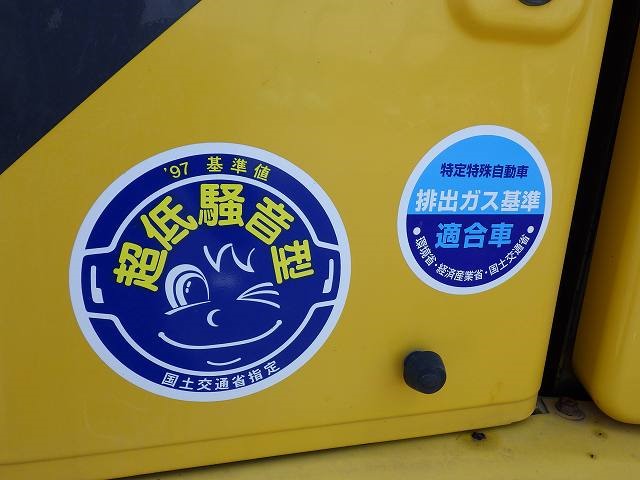 '97 基準値
超低騒音型
国土交通省指定
特定特殊自動車
排出ガス基準
適合車
・環境省・経済産業省・国土交通省・